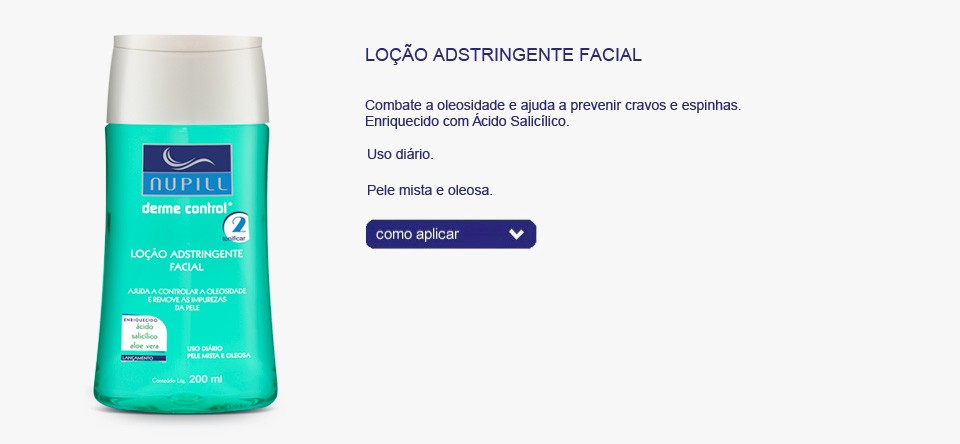 NUPILL
derme control®
2
tonificar
LOÇÃO ADSTRINGENTE
FACIAL
AJUDA A CONTROLAR A OLEOSIDADE
E REMOVE AS IMPUREZAS
DA PELE
ENRIQUECIDO
ácido
salicílico
aloe vera
LANÇAMENTO
USO DIÁRIO
PELE MISTA E OLEOSA
Conteúdo Líq. 200 ml
LOÇÃO ADSTRINGENTE FACIAL
Combate a oleosidade e ajuda a prevenir cravos e espinhas.
Enriquecido com Ácido Salicílico.
Uso diário.
Pele mista e oleosa.
como aplicar